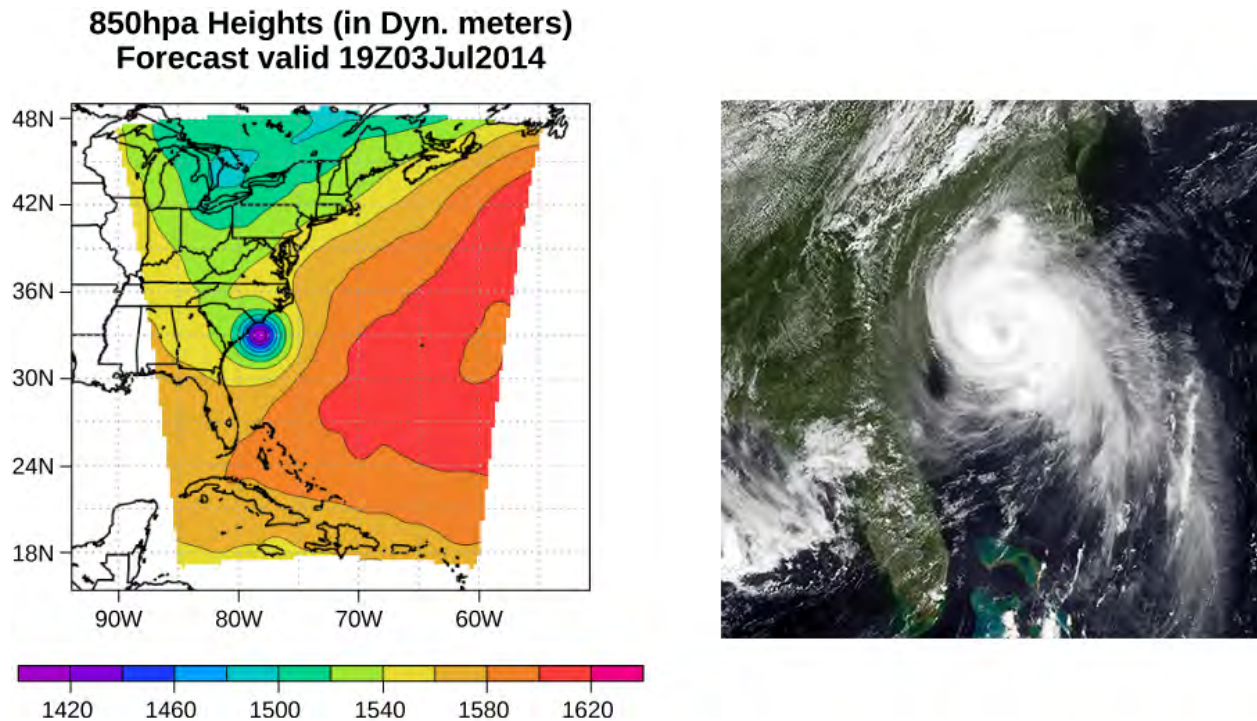 850hpa Heights (in Dyn. meters)
Forecast valid 19Z03Jul2014
48N
42N
36N
30N
24N
18N
90W 80W 70W 60W
1420 1460 1500 1540 1580 1620